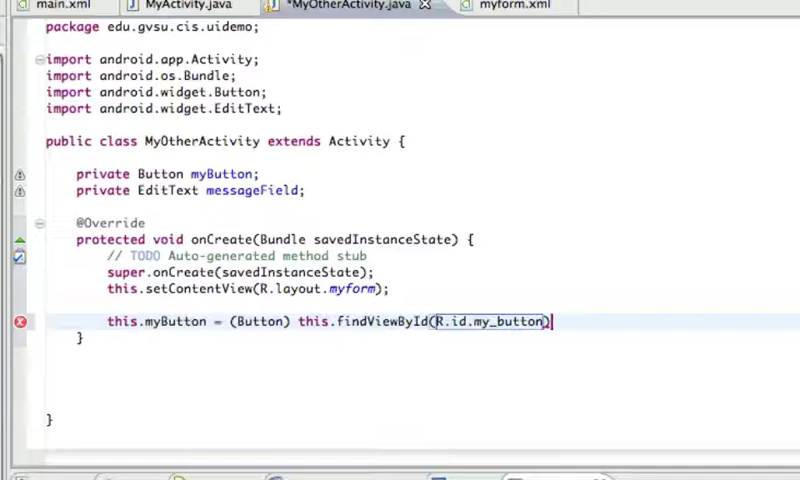 main.xml MyActivity.java *MyOtherActivity.java myform.xml
package edu.gvsu.cis.uidemo;
import android.app.Activity;
import android.os.Bundle;
import android.widget.Button;
import android.widget.EditText;
public class MyOtherActivity extends Activity {
private Button myButton;
private EditText messageField;
@Override
protected void onCreate(Bundle savedInstanceState) {
// TODO Auto-generated method stub
super.onCreate(savedInstanceState);
this.setContentView(R.layout.myform);
this.myButton = (Button) this.findViewById(R.id.my_button)
}
}